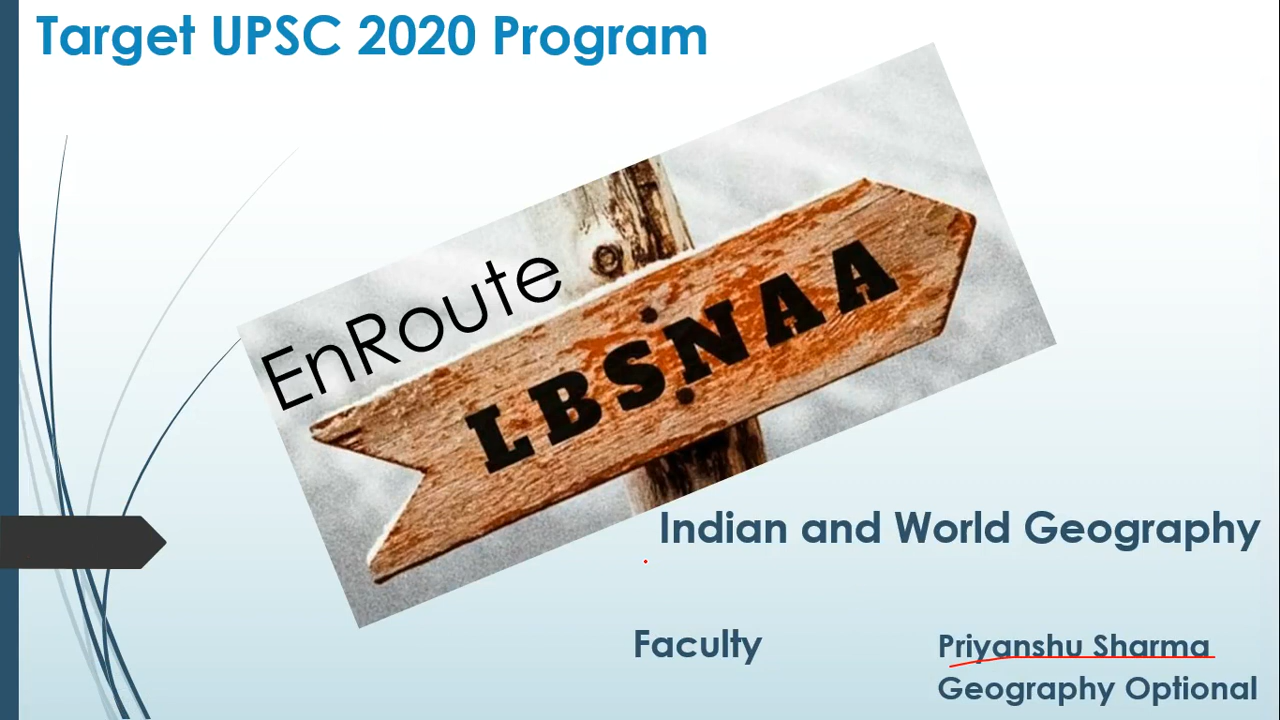 Target UPSC 2020 Program
EnRoute
LBSNAA
Indian and World Geography
Faculty
Priyanshu Sharma
Geography Optional